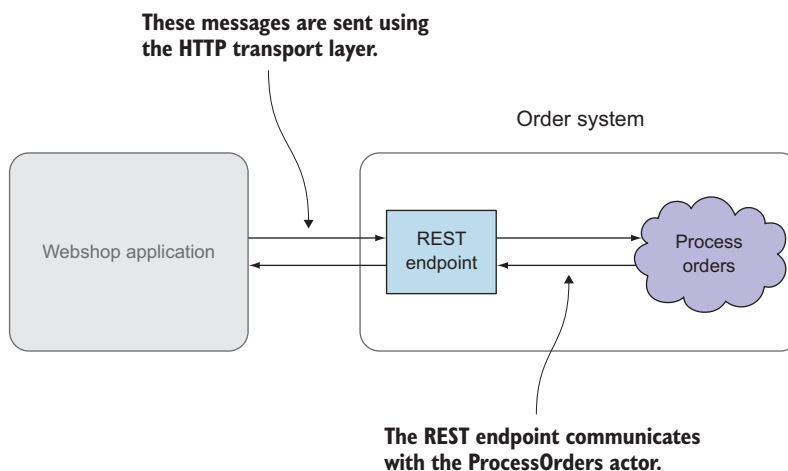 These messages are sent using
the HTTP transport layer.
Order system
Webshop application
REST
endpoint
Process
orders
The REST endpoint communicates
with the ProcessOrders actor.